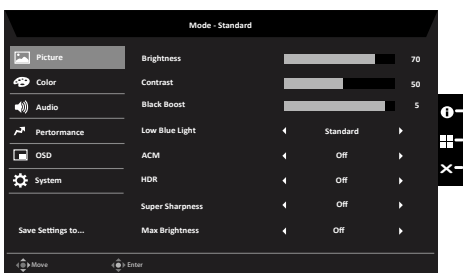 Mode - Standard
Picture
Brightness 70
Color
Contrast 50
Audio
Black Boost 5
Pertormance
Low Blue Light Standard
OSD
ACM Off
System
HDR Off
Super Sharpness Off
Save Settings to...
Max Brightness Off
Move Enter